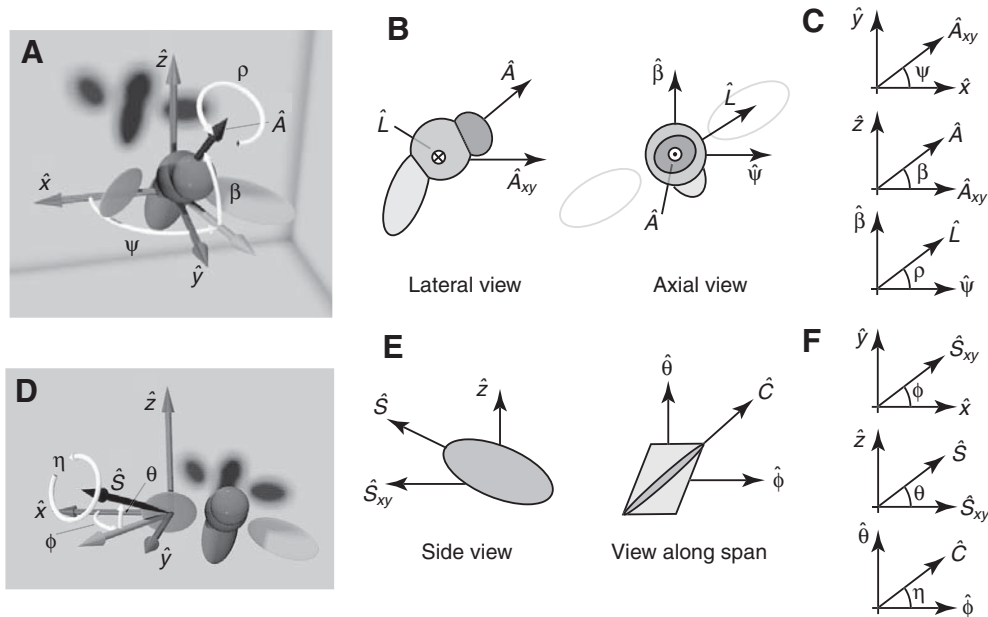 A
ẑ
ρ
Â
x̂
β
ψ
ŷ
B
Â
L̂
Â_xy
Lateral view
β̂
L̂
ψ̂
Â
Axial view
C
ŷ
Â_xy
ψ
x̂
ẑ
Â
β
Â_xy
β̂
L̂
ρ
ψ̂
D
ẑ
η
Ŝ
θ
x̂
ϕ
ŷ
E
Ŝ
ẑ
Ŝ_xy
Side view
θ̂
Ĉ
ϕ̂
View along span
F
ŷ
Ŝ_xy
ϕ
x̂
ẑ
Ŝ
θ
Ŝ_xy
θ̂
Ĉ
η
ϕ̂